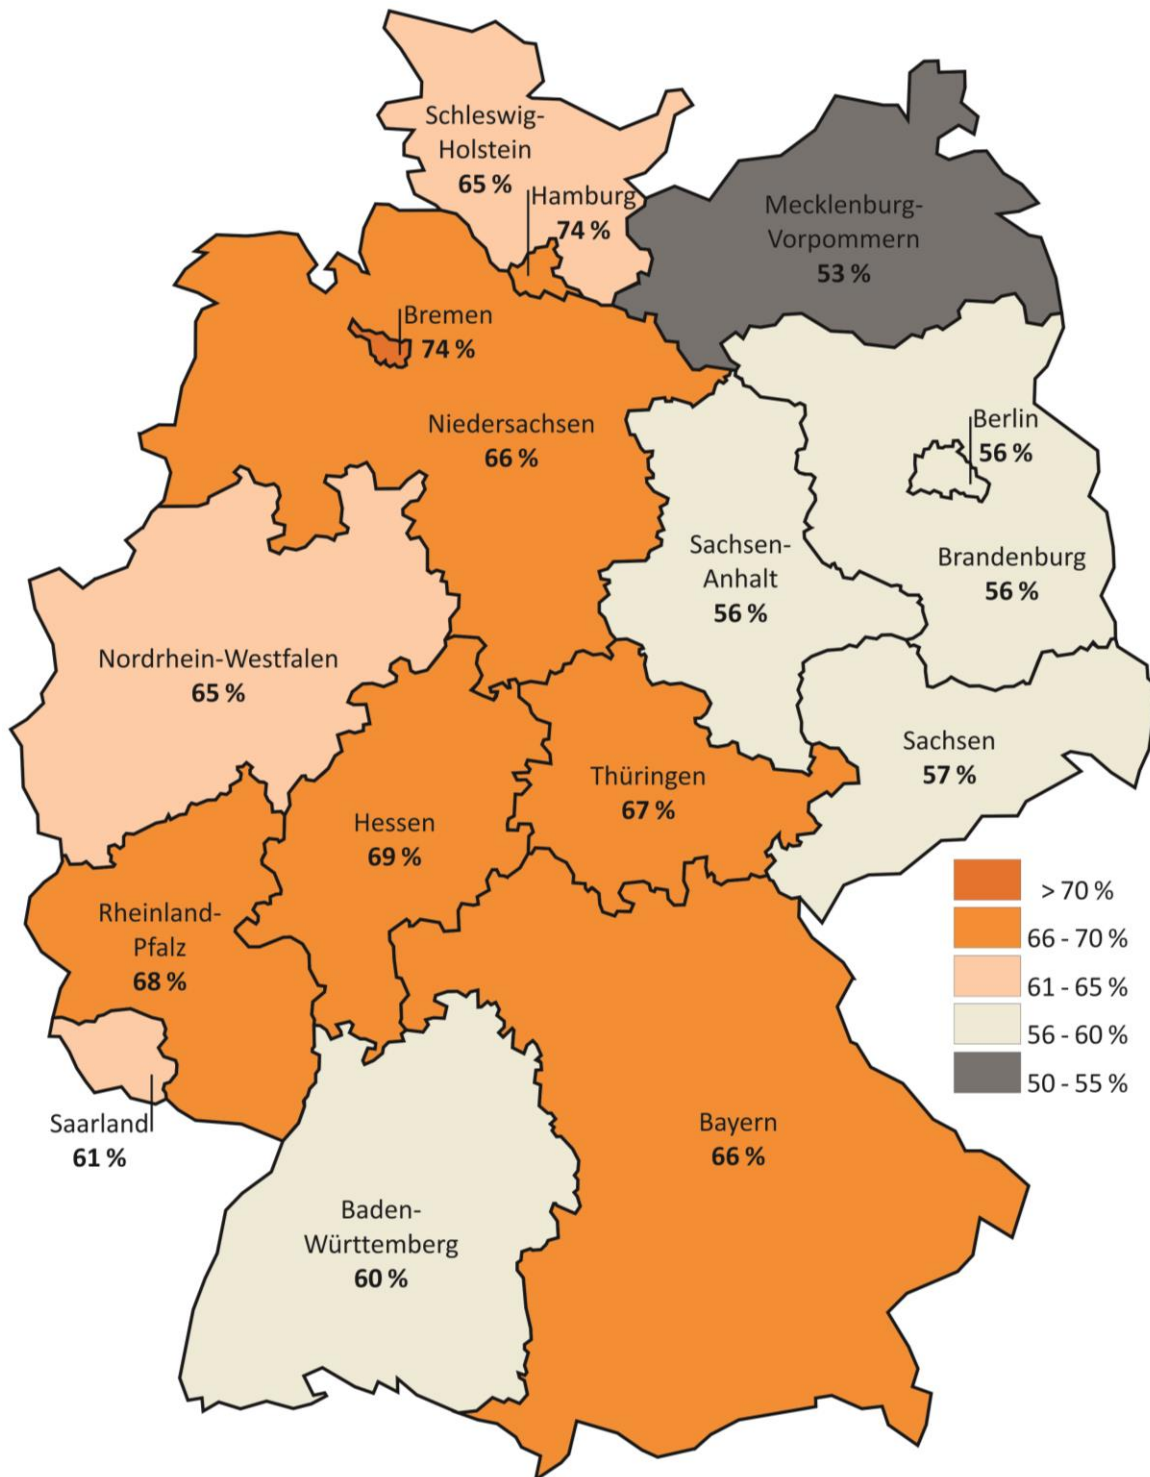 Schleswig-
Holstein
65 %
Hamburg
74 %
Mecklenburg-
Vorpommern
53 %
Bremen
74 %
Niedersachsen
66 %
Berlin
56 %
Sachsen-
Anhalt
56 %
Brandenburg
56 %
Nordrhein-Westfalen
65 %
Sachsen
57 %
Thüringen
67 %
Hessen
69 %
Rheinland-
Pfalz
68 %
Saarland
61 %
Bayern
66 %
Baden-
Württemberg
60 %
> 70 %
66 - 70 %
61 - 65 %
56 - 60 %
50 - 55 %